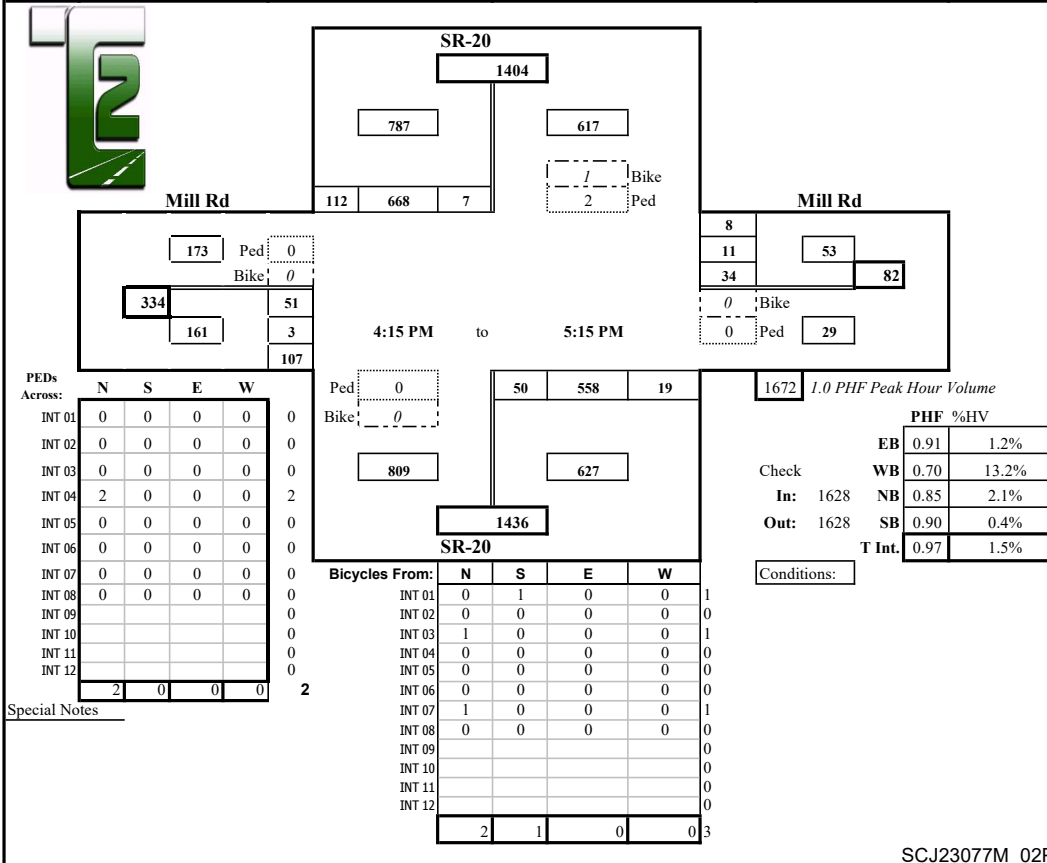 T2
SR-20
1404
787 617
1 Bike
2 Ped
Mill Rd 112 668 7 Mill Rd
8
173 Ped 0 11 53
Bike 0 34 82
334 51 0 Bike
161 3 4:15 PM to 5:15 PM 0 Ped 29
107
PEDs Across: N S E W Ped 0 50 558 19 1672 1.0 PHF Peak Hour Volume
INT 01 0 0 0 0 0 Bike 0 PHF %HV
INT 02 0 0 0 0 0 EB 0.91 1.2%
INT 03 0 0 0 0 0 809 627 Check WB 0.70 13.2%
INT 04 2 0 0 0 2 In: 1628 NB 0.85 2.1%
INT 05 0 0 0 0 0 1436 Out: 1628 SB 0.90 0.4%
INT 06 0 0 0 0 0 SR-20 T Int. 0.97 1.5%
INT 07 0 0 0 0 0 Bicycles From: N S E W Conditions:
INT 08 0 0 0 0 0 INT 01 0 1 0 0 1
INT 09 0 INT 02 0 0 0 0 0
INT 10 0 INT 03 1 0 0 0 1
INT 11 0 INT 04 0 0 0 0 0
INT 12 0 INT 05 0 0 0 0 0
2 0 0 0 2 INT 06 0 0 0 0 0
Special Notes INT 07 1 0 0 0 1
INT 08 0 0 0 0 0
INT 09 0
INT 10 0
INT 11 0
INT 12 0
2 1 0 0 3